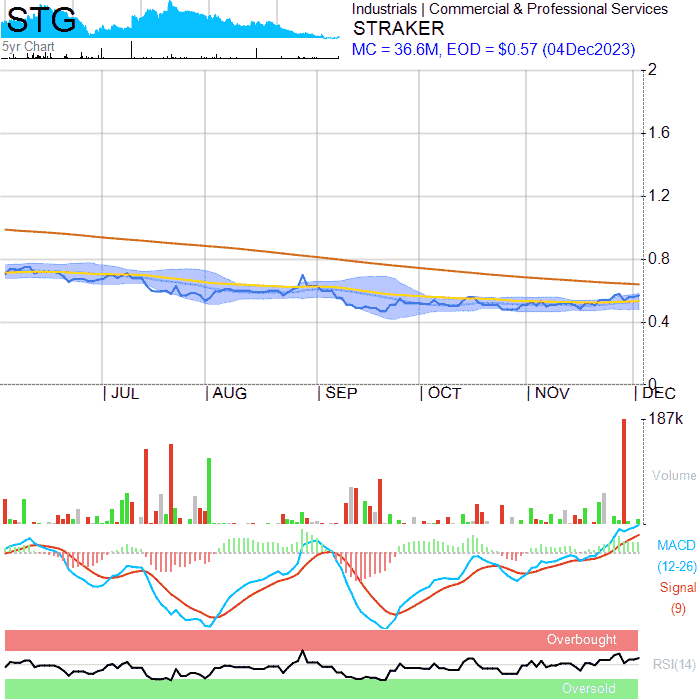 STG
5yr Chart
Industrials | Commercial & Professional Services
STRAKER
MC = 36.6M, EOD = $0.57 (04Dec2023)
2
1.6
1.2
0.8
0.4
0
JUL
AUG
SEP
OCT
NOV
DEC
187k
Volume
MACD
(12-26)
Signal
(9)
Overbought
RSI(14)
Oversold